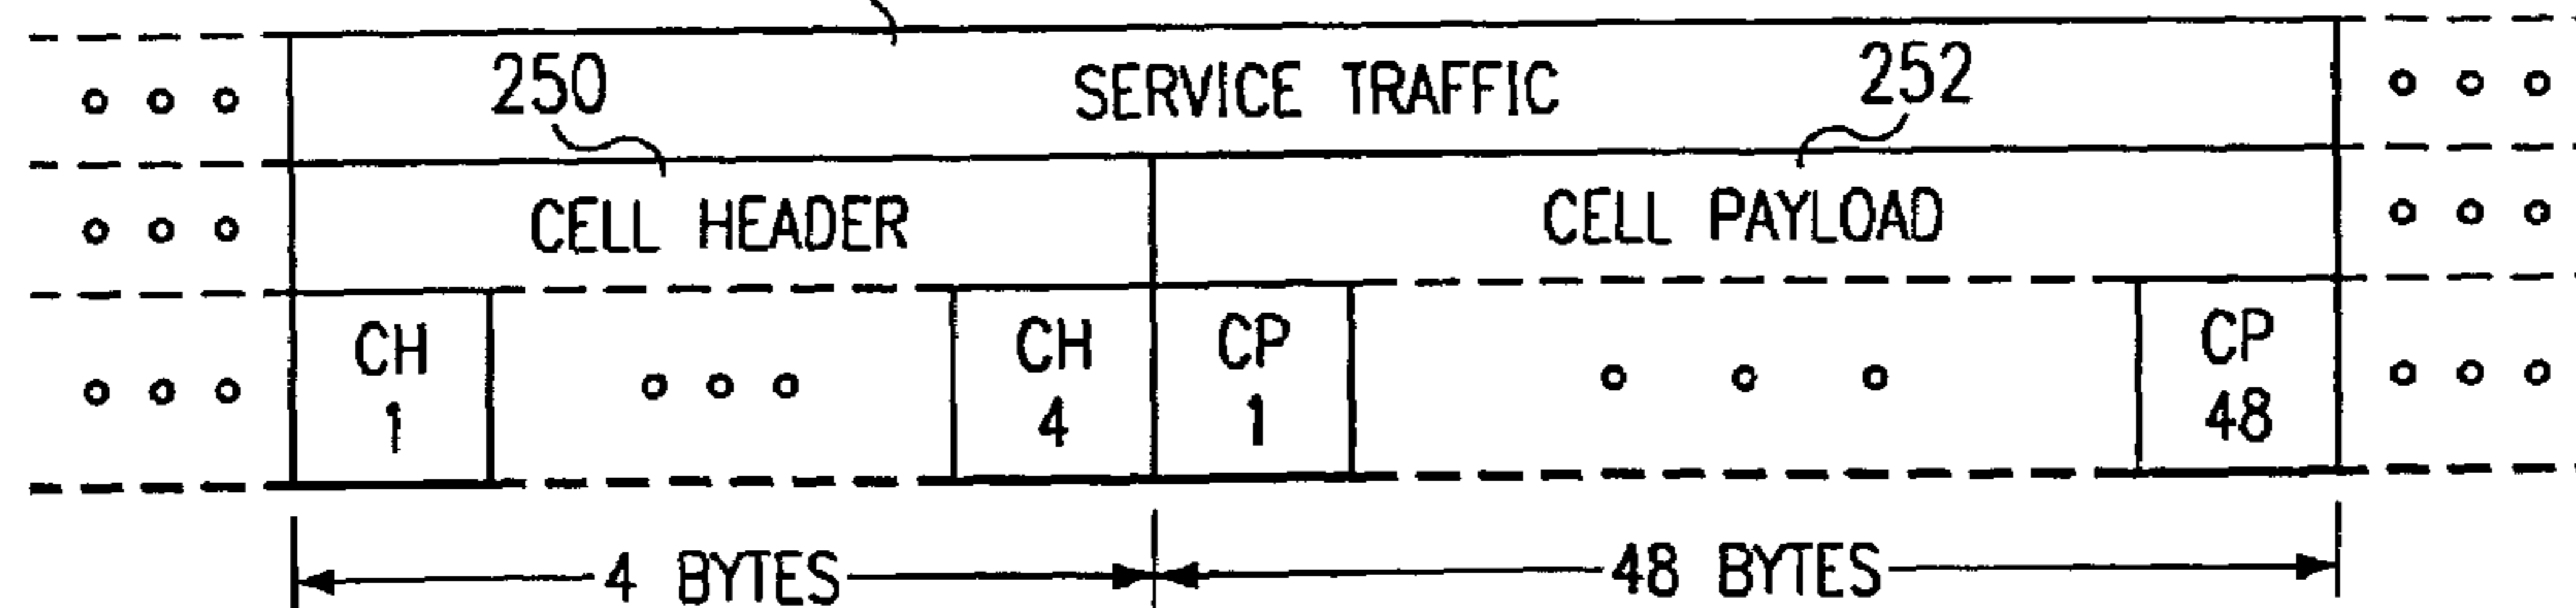 250 SERVICE TRAFFIC 252
CELL HEADER CELL PAYLOAD
CH 1 CH 4 CP 1 CP 48
4 BYTES 48 BYTES